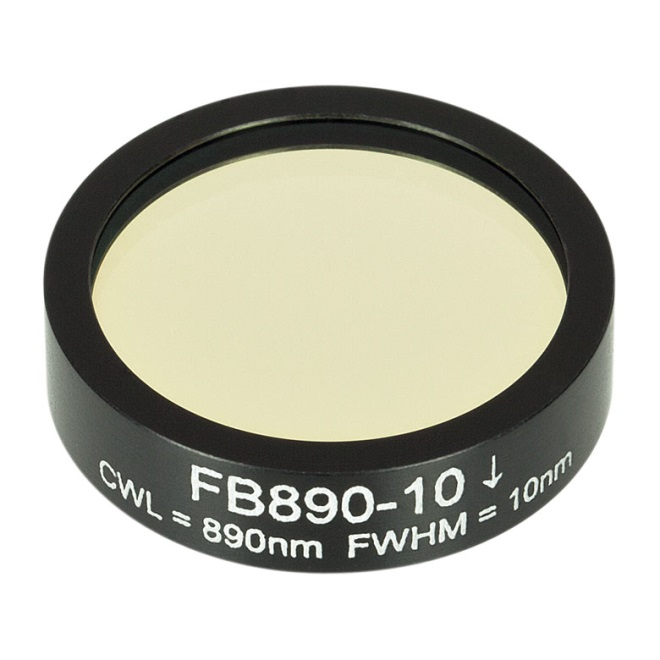 FB890-10 ↓
CWL = 890nm FWHM = 10nm